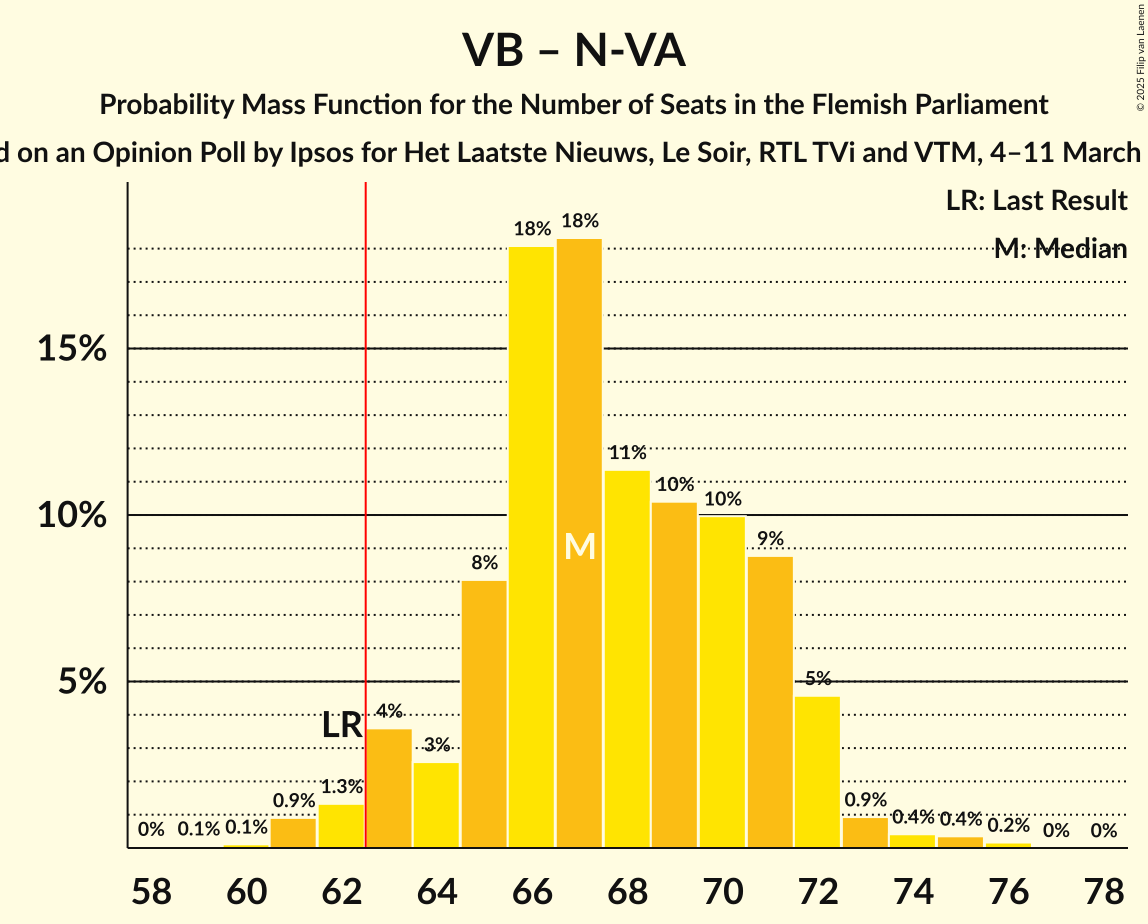 VB – N-VA
Probability Mass Function for the Number of Seats in the Flemish Parliament
on an Opinion Poll by Ipsos for Het Laatste Nieuws, Le Soir, RTL TVi and VTM, 4–11 March
© 2025 Filip van Laenen
LR: Last Result
M: Median
18% 18%
15%
11%
10% 10%
10%
9%
8%
M
5%
5%
LR
4%
3%
1.3%
0.9% 0.9%
0% 0.1% 0.1% 0.4% 0.4% 0.2% 0% 0%
58 60 62 64 66 68 70 72 74 76 78